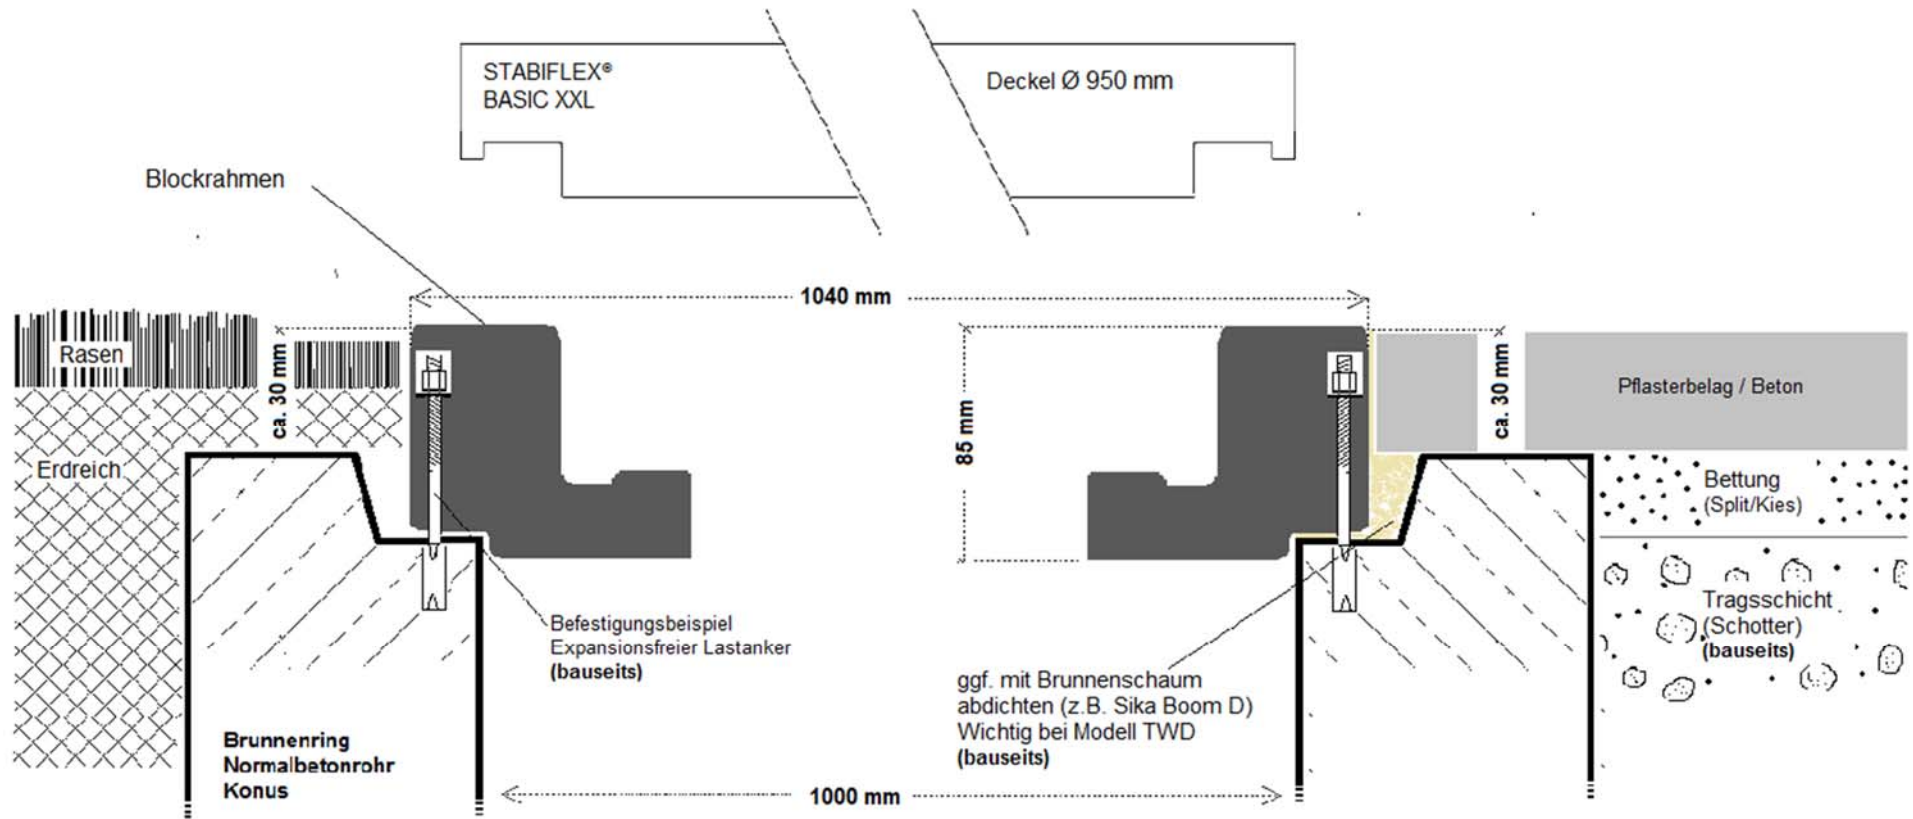 STABIFLEX®
BASIC XXL
Deckel Ø 950 mm
Blockrahmen
1040 mm
Rasen
ca. 30 mm
85 mm
ca. 30 mm
Pflasterbelag / Beton
Erdreich
Bettung
(Split/Kies)
Tragsschicht
(Schotter)
(bauseits)
Befestigungsbeispiel
Expansionsfreier Lastanker
(bauseits)
ggf. mit Brunnenschaum
abdichten (z.B. Sika Boom D)
Wichtig bei Modell TWD
(bauseits)
Brunnenring
Normalbetonrohr
Konus
1000 mm